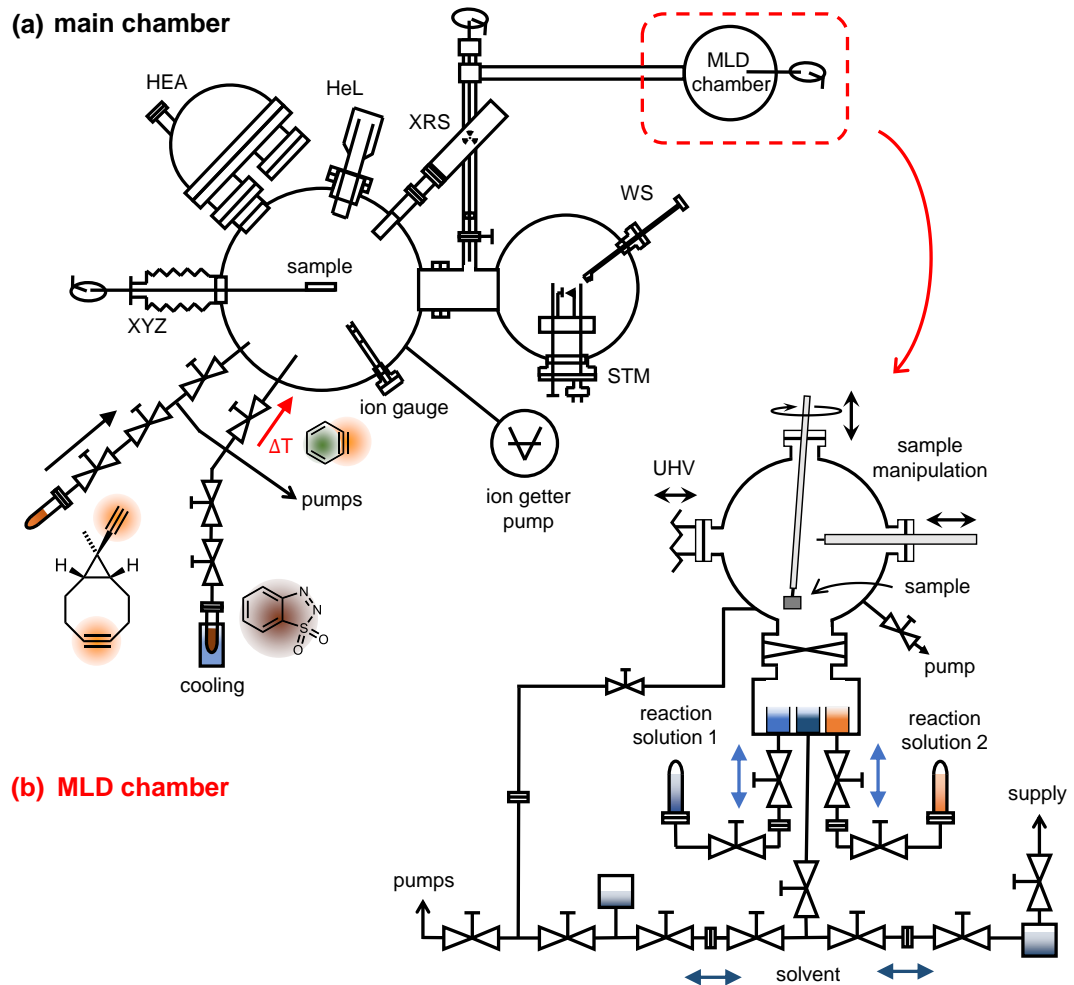 (a) main chamber
MLD
chamber
HEA
HeL
XRS
WS
sample
XYZ
STM
ion gauge
ΔT
pumps
ion getter
pump
H
H
N
N
S
O
O
cooling
UHV
sample
manipulation
sample
pump
reaction
solution 1
reaction
solution 2
(b) MLD chamber
supply
pumps
solvent